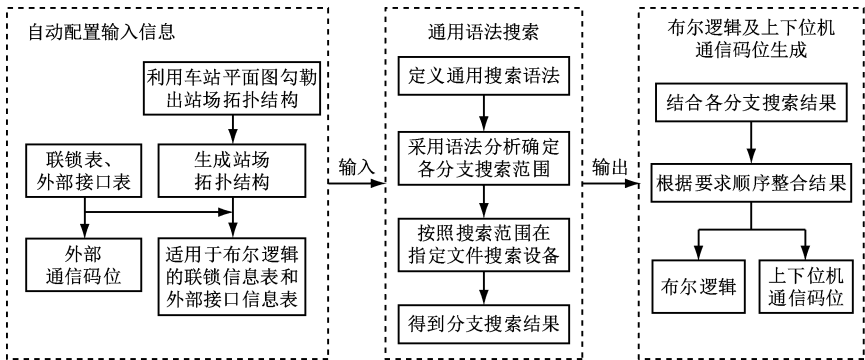 自动配置输入信息
利用车站平面图勾勒
出站场拓扑结构
联锁表、
外部接口表
生成站场
拓扑结构
外部
通信码位
适用于布尔逻辑
的联锁信息表和
外部接口信息表
输入
通用语法搜索
定义通用搜索语法
采用语法分析确定
各分支搜索范围
按照搜索范围在
指定文件搜索设备
得到分支搜索结果
输出
布尔逻辑及上下位机
通信码位生成
结合各分支搜索结果
根据要求顺序整合结果
布尔逻辑
上下位机
通信码位